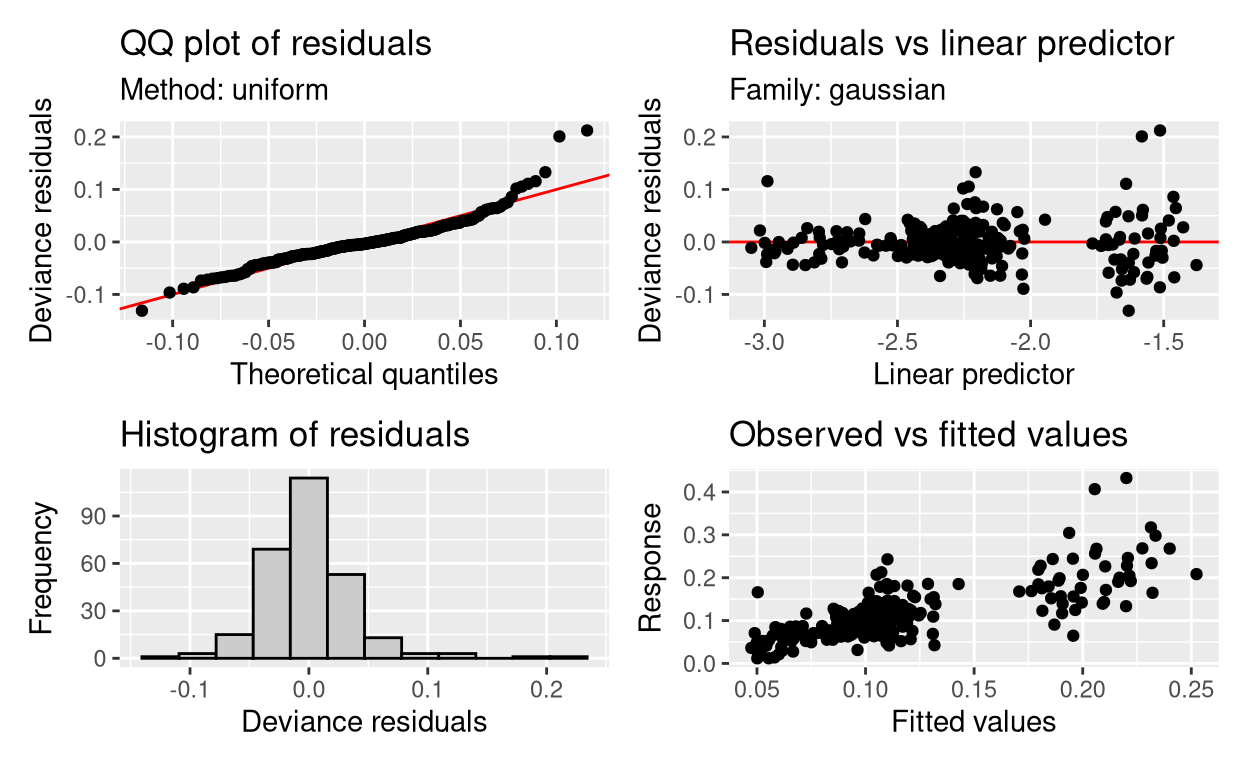 QQ plot of residuals
Method: uniform
Deviance residuals
0.2
0.1
0.0
-0.1
-0.10
-0.05
0.00
0.05
0.10
Theoretical quantiles
Residuals vs linear predictor
Family: gaussian
Deviance residuals
0.2
0.1
0.0
-0.1
-3.0
-2.5
-2.0
-1.5
Linear predictor
Histogram of residuals
Frequency
90
60
30
0
-0.1
0.0
0.1
0.2
Deviance residuals
Observed vs fitted values
Response
0.4
0.3
0.2
0.1
0.0
0.05
0.10
0.15
0.20
0.25
Fitted values